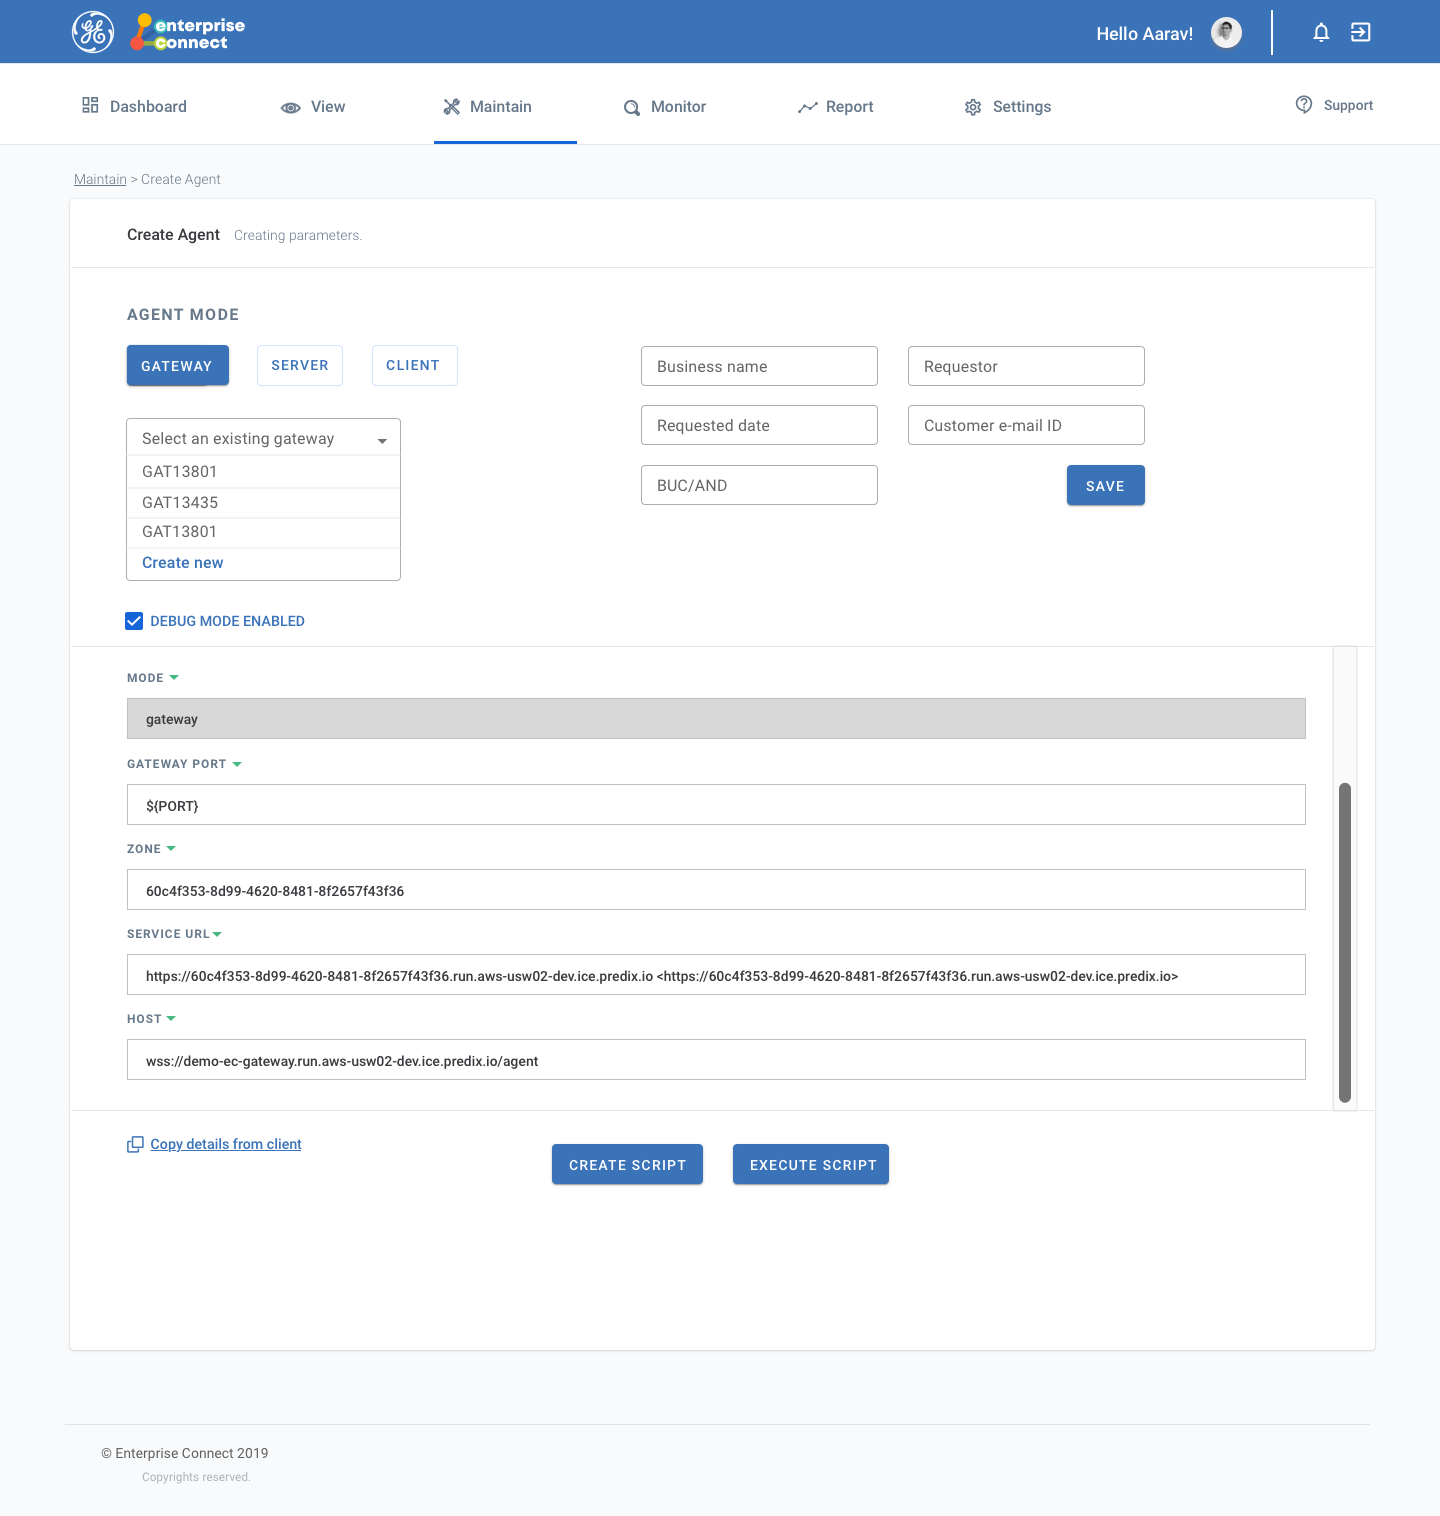 GE
enterprise
connect
Hello Aarav!
Dashboard
View
Maintain
Monitor
Report
Settings
Support
Maintain > Create Agent
Create Agent Creating parameters.
AGENT MODE
GATEWAY
SERVER
CLIENT
Business name
Requestor
Select an existing gateway
Requested date
Customer e-mail ID
GAT13801
BUC/AND
SAVE
GAT13435
GAT13801
Create new
DEBUG MODE ENABLED
MODE
gateway
GATEWAY PORT
${PORT}
ZONE
60c4f353-8d99-4620-8481-8f2657f43f36
SERVICE URL
https://60c4f353-8d99-4620-8481-8f2657f43f36.run.aws-usw02-dev.ice.predix.io <https://60c4f353-8d99-4620-8481-8f2657f43f36.run.aws-usw02-dev.ice.predix.io>
HOST
wss://demo-ec-gateway.run.aws-usw02-dev.ice.predix.io/agent
Copy details from client
CREATE SCRIPT
EXECUTE SCRIPT
© Enterprise Connect 2019
Copyrights reserved.